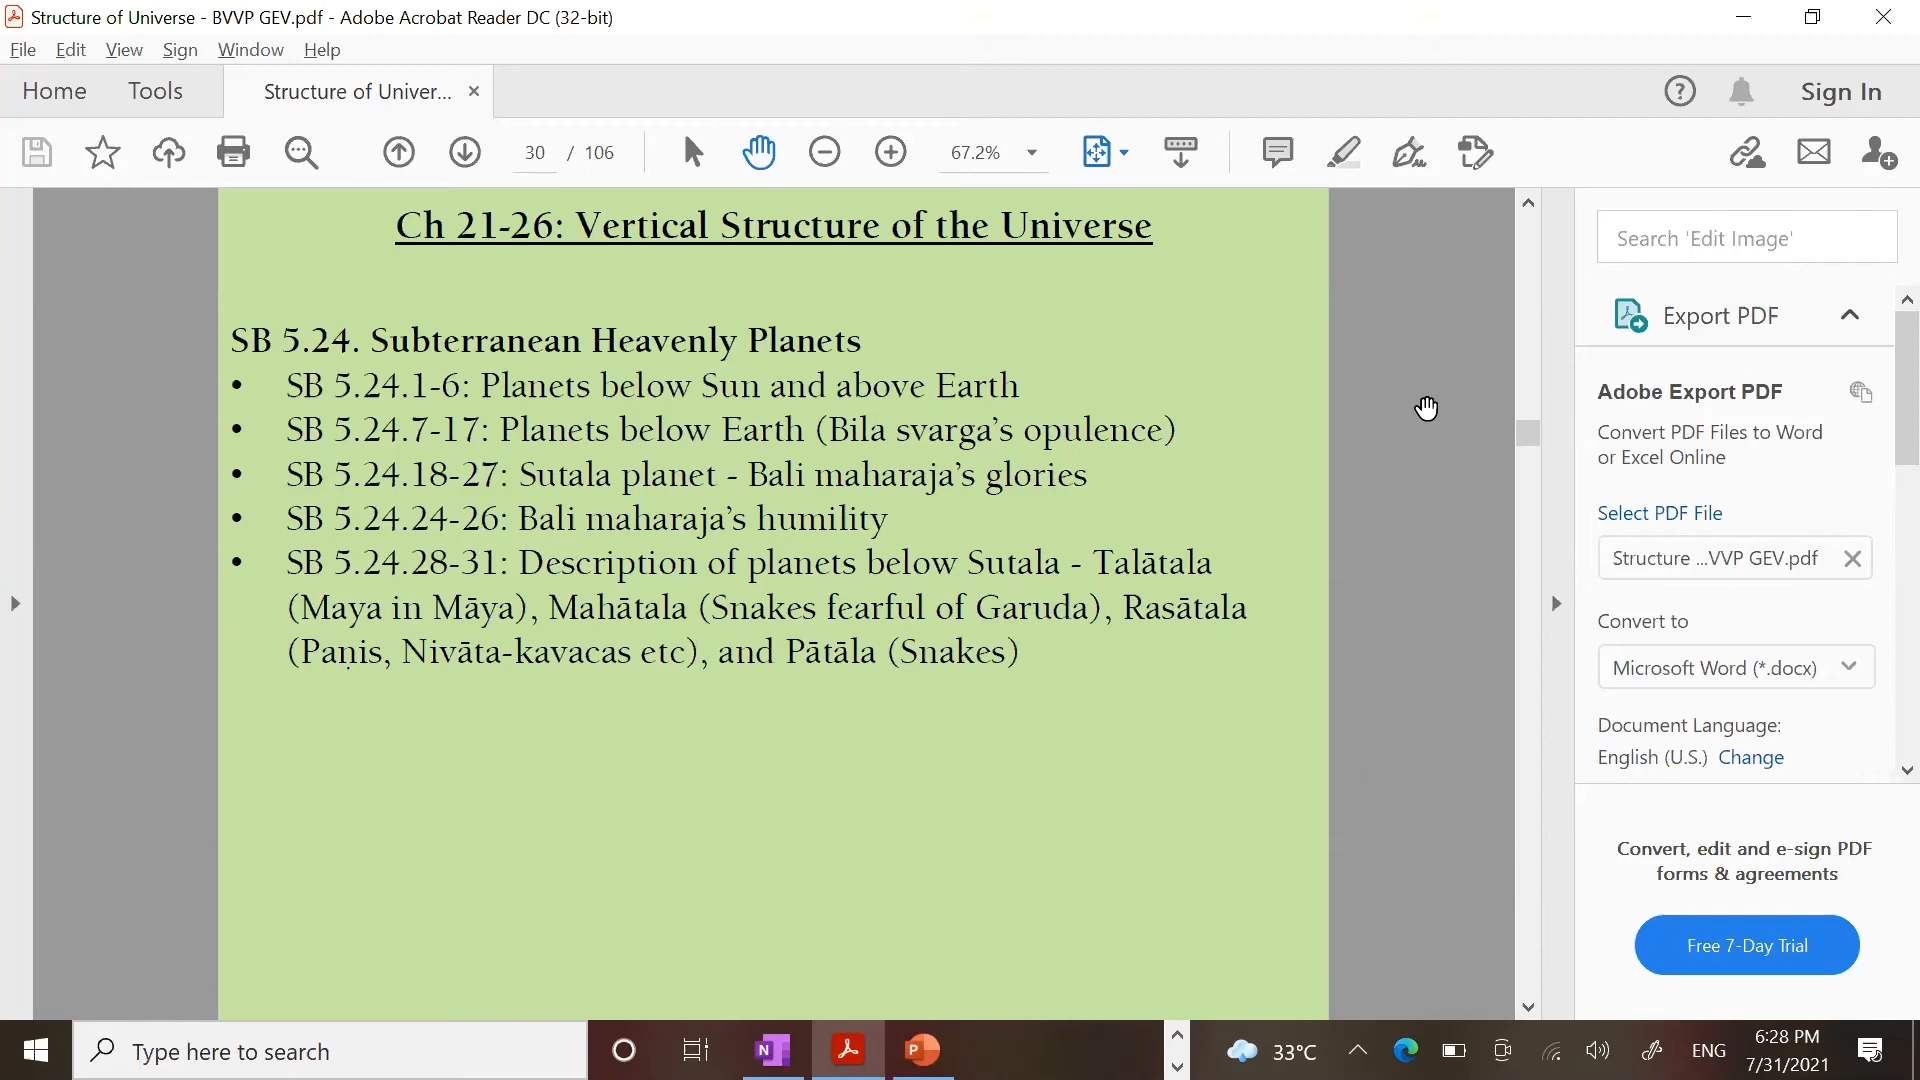 Structure of Universe - BVVP GEV.pdf - Adobe Acrobat Reader DC (32-bit)
File Edit View Sign Window Help
Home Tools Structure of Univer... × Sign In
30 / 106 67.2%
Ch 21-26: Vertical Structure of the Universe
SB 5.24. Subterranean Heavenly Planets
• SB 5.24.1-6: Planets below Sun and above Earth
• SB 5.24.7-17: Planets below Earth (Bila svarga’s opulence)
• SB 5.24.18-27: Sutala planet - Bali maharaja’s glories
• SB 5.24.24-26: Bali maharaja’s humility
• SB 5.24.28-31: Description of planets below Sutala - Talātala
(Maya in Māya), Mahātala (Snakes fearful of Garuda), Rasātala
(Paṇis, Nivāta-kavacas etc), and Pātāla (Snakes)
Search 'Edit Image'
Export PDF
Adobe Export PDF
Convert PDF Files to Word
or Excel Online
Select PDF File
Structure ...VVP GEV.pdf
Convert to
Microsoft Word (*.docx)
Document Language:
English (U.S.) Change
Convert, edit and e-sign PDF
forms & agreements
Free 7-Day Trial
Type here to search
33°C
ENG
6:28 PM
7/31/2021